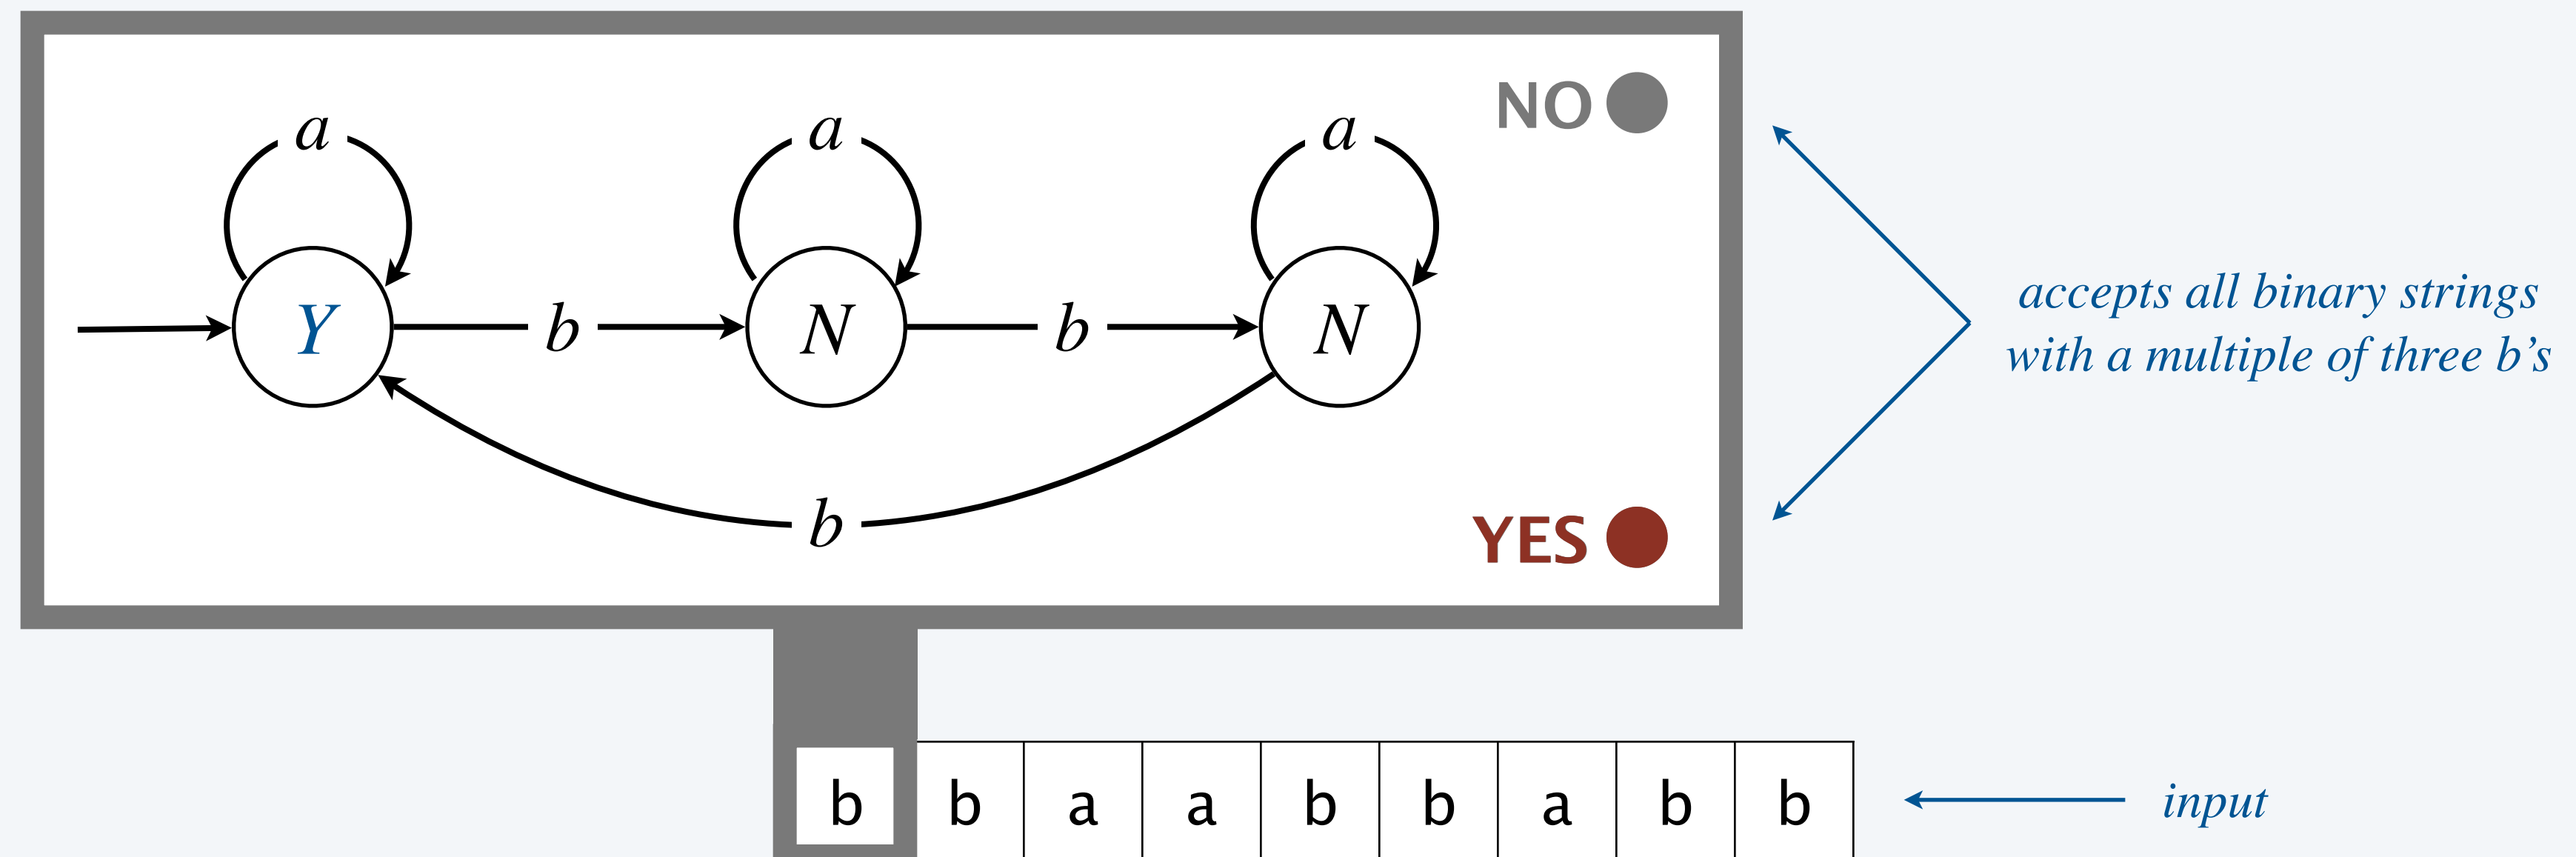 NO
a a a
Y b N b N
accepts all binary strings
with a multiple of three b’s
b
YES
b b a a b b a b b
input